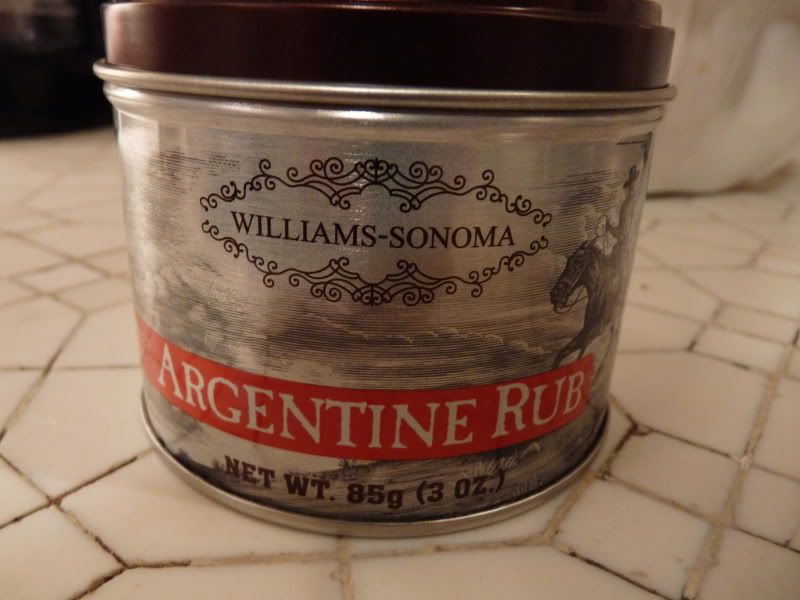 WILLIAMS-SONOMA
ARGENTINE RUB
NET WT. 85g (3 OZ.)